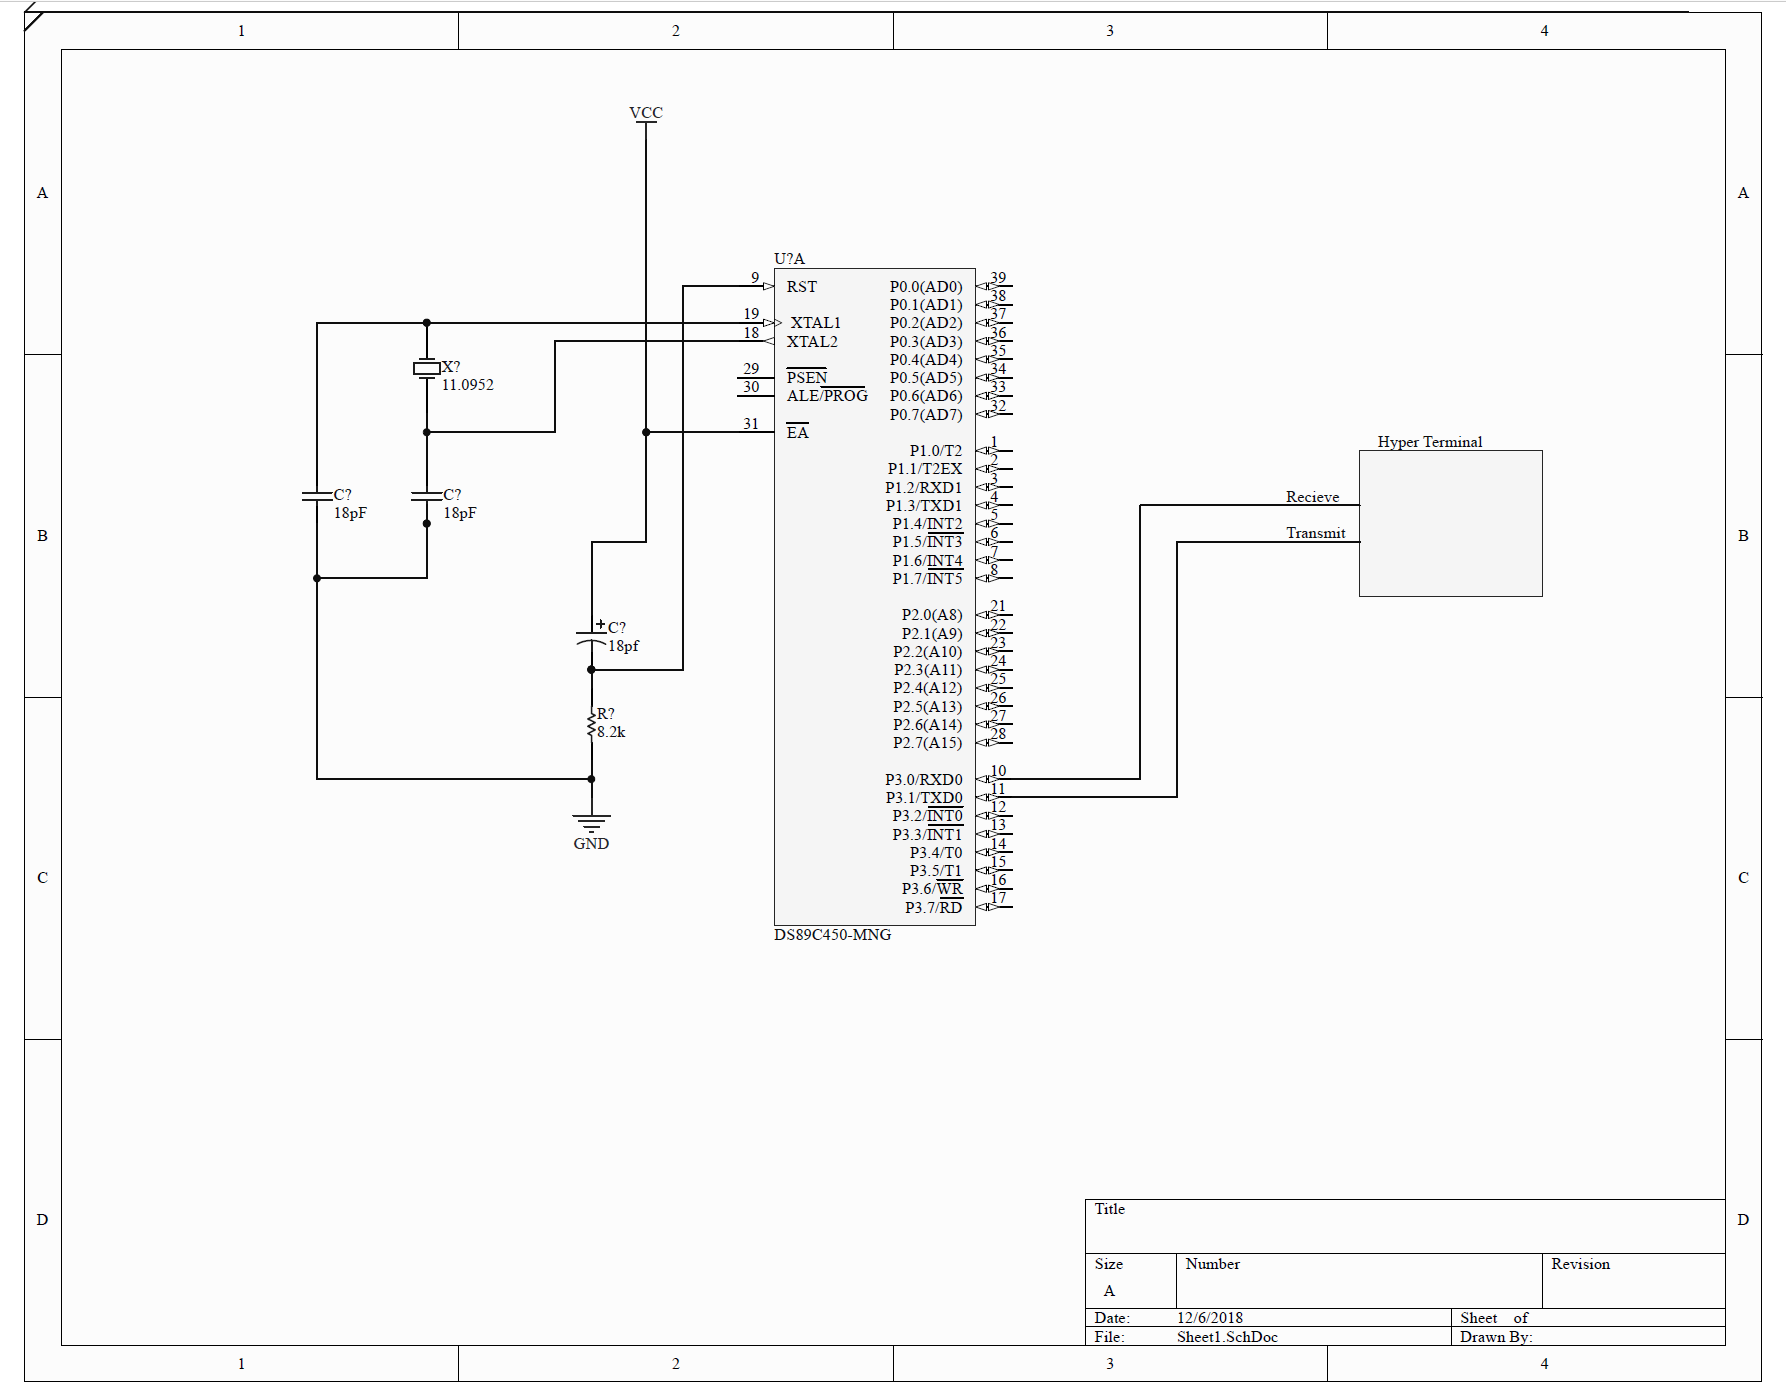 1 2 3 4
VCC
A A
U?A
9 RST P0.0(AD0) 39
P0.1(AD1) 38
19 XTAL1 P0.2(AD2) 37
18 XTAL2 P0.3(AD3) 36
P0.4(AD4) 35
29 PSEN P0.5(AD5) 34
30 ALE/PROG P0.6(AD6) 33
P0.7(AD7) 32
31 EA
X?
11.0952
P1.0/T2 1
P1.1/T2EX 2
P1.2/RXD1 3
P1.3/TXD1 4
P1.4/INT2 5
P1.5/INT3 6
P1.6/INT4 7
P1.7/INT5 8
Hyper Terminal
Recieve
Transmit
C?
18pF
C?
18pF
B B
P2.0(A8) 21
P2.1(A9) 22
P2.2(A10) 23
P2.3(A11) 24
P2.4(A12) 25
P2.5(A13) 26
P2.6(A14) 27
P2.7(A15) 28
+ C?
18pf
R?
8.2k
GND
P3.0/RXD0 10
P3.1/TXD0 11
P3.2/INT0 12
P3.3/INT1 13
P3.4/T0 14
P3.5/T1 15
P3.6/WR 16
P3.7/RD 17
C C
DS89C450-MNG
D D
Title
Size Number Revision
A
Date: 12/6/2018 Sheet of
File: Sheet1.SchDoc Drawn By:
1 2 3 4